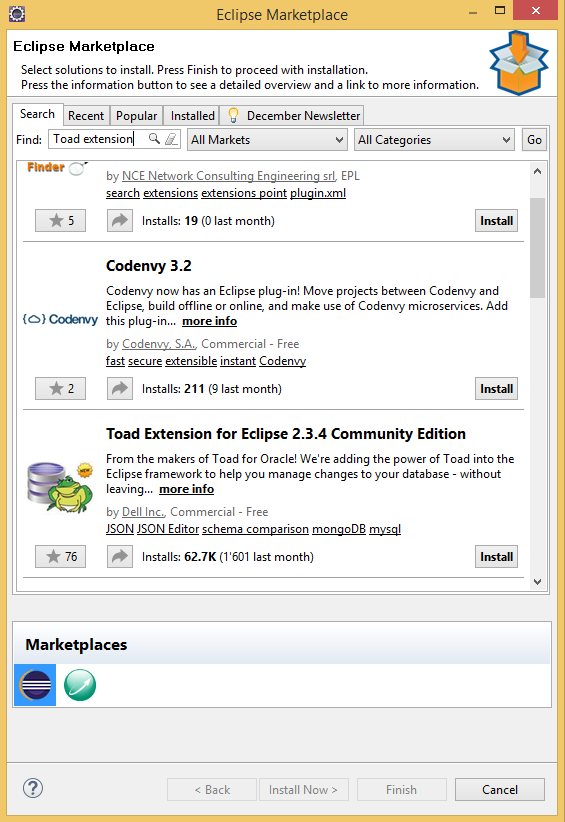 Eclipse Marketplace
Eclipse Marketplace
Select solutions to install. Press Finish to proceed with installation.
Press the information button to see a detailed overview and a link to more information.
Search Recent Popular Installed December Newsletter
Find: Toad extension All Markets All Categories Go
Finder
by NCE Network Consulting Engineering srl, EPL
search extensions extensions point plugin.xml
5 Installs: 19 (0 last month) Install
Codenvy 3.2
Codenvy now has an Eclipse plug-in! Move projects between Codenvy and
Eclipse, build offline or online, and make use of Codenvy microservices. Add
this plug-in... more info
{} Codenvy
by Codenvy, S.A., Commercial - Free
fast secure extensible instant Codenvy
2 Installs: 211 (9 last month) Install
Toad Extension for Eclipse 2.3.4 Community Edition
From the makers of Toad for Oracle! We're adding the power of Toad into the
Eclipse framework to help you manage changes to your database - without
leaving... more info
NEW
by Dell Inc., Commercial - Free
JSON JSON Editor schema comparison mongoDB mysql
76 Installs: 62.7K (1'601 last month) Install
Marketplaces
? < Back Install Now > Finish Cancel